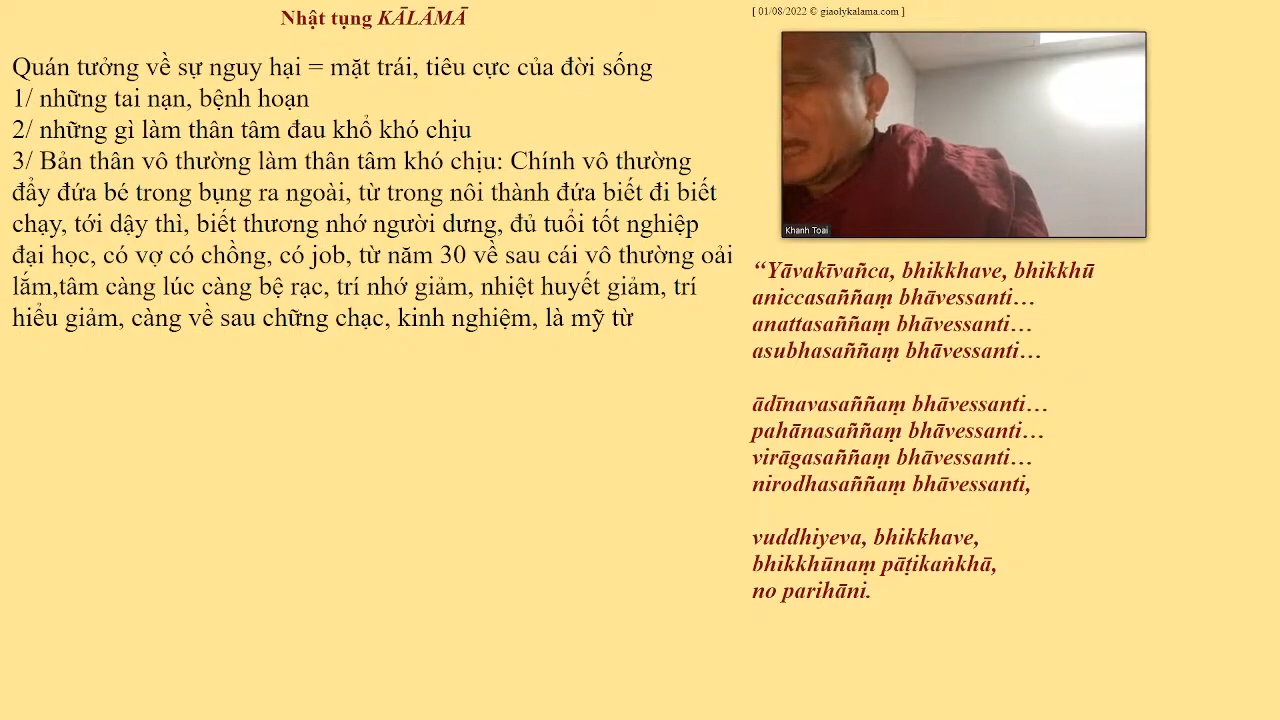 Nhật tụng KĀLĀMĀ
[ 01/08/2022 © giaolykalama.com ]
Quán tưởng về sự nguy hại = mặt trái, tiêu cực của đời sống
1/ những tai nạn, bệnh hoạn
2/ những gì làm thân tâm đau khổ khó chịu
3/ Bản thân vô thường làm thân tâm khó chịu: Chính vô thường
đẩy đứa bé trong bụng ra ngoài, từ trong nôi thành đứa biết đi biết
chạy, tới dậy thì, biết thương nhớ người dưng, đủ tuổi tốt nghiệp
đại học, có vợ có chồng, có job, từ năm 30 về sau cái vô thường oải
lắm,tâm càng lúc càng bệ rạc, trí nhớ giảm, nhiệt huyết giảm, trí
hiểu giảm, càng về sau chững chạc, kinh nghiệm, là mỹ từ
Khanh Toai
“Yāvakīvañca, bhikkhave, bhikkhū
aniccasaññaṃ bhāvessanti…
anattasaññaṃ bhāvessanti…
asubhasaññaṃ bhāvessanti…
ādīnavasaññaṃ bhāvessanti…
pahānasaññaṃ bhāvessanti…
virāgasaññaṃ bhāvessanti…
nirodhasaññaṃ bhāvessanti,
vuddhiyeva, bhikkhave,
bhikkhūnaṃ pāṭikaṅkhā,
no parihāni.